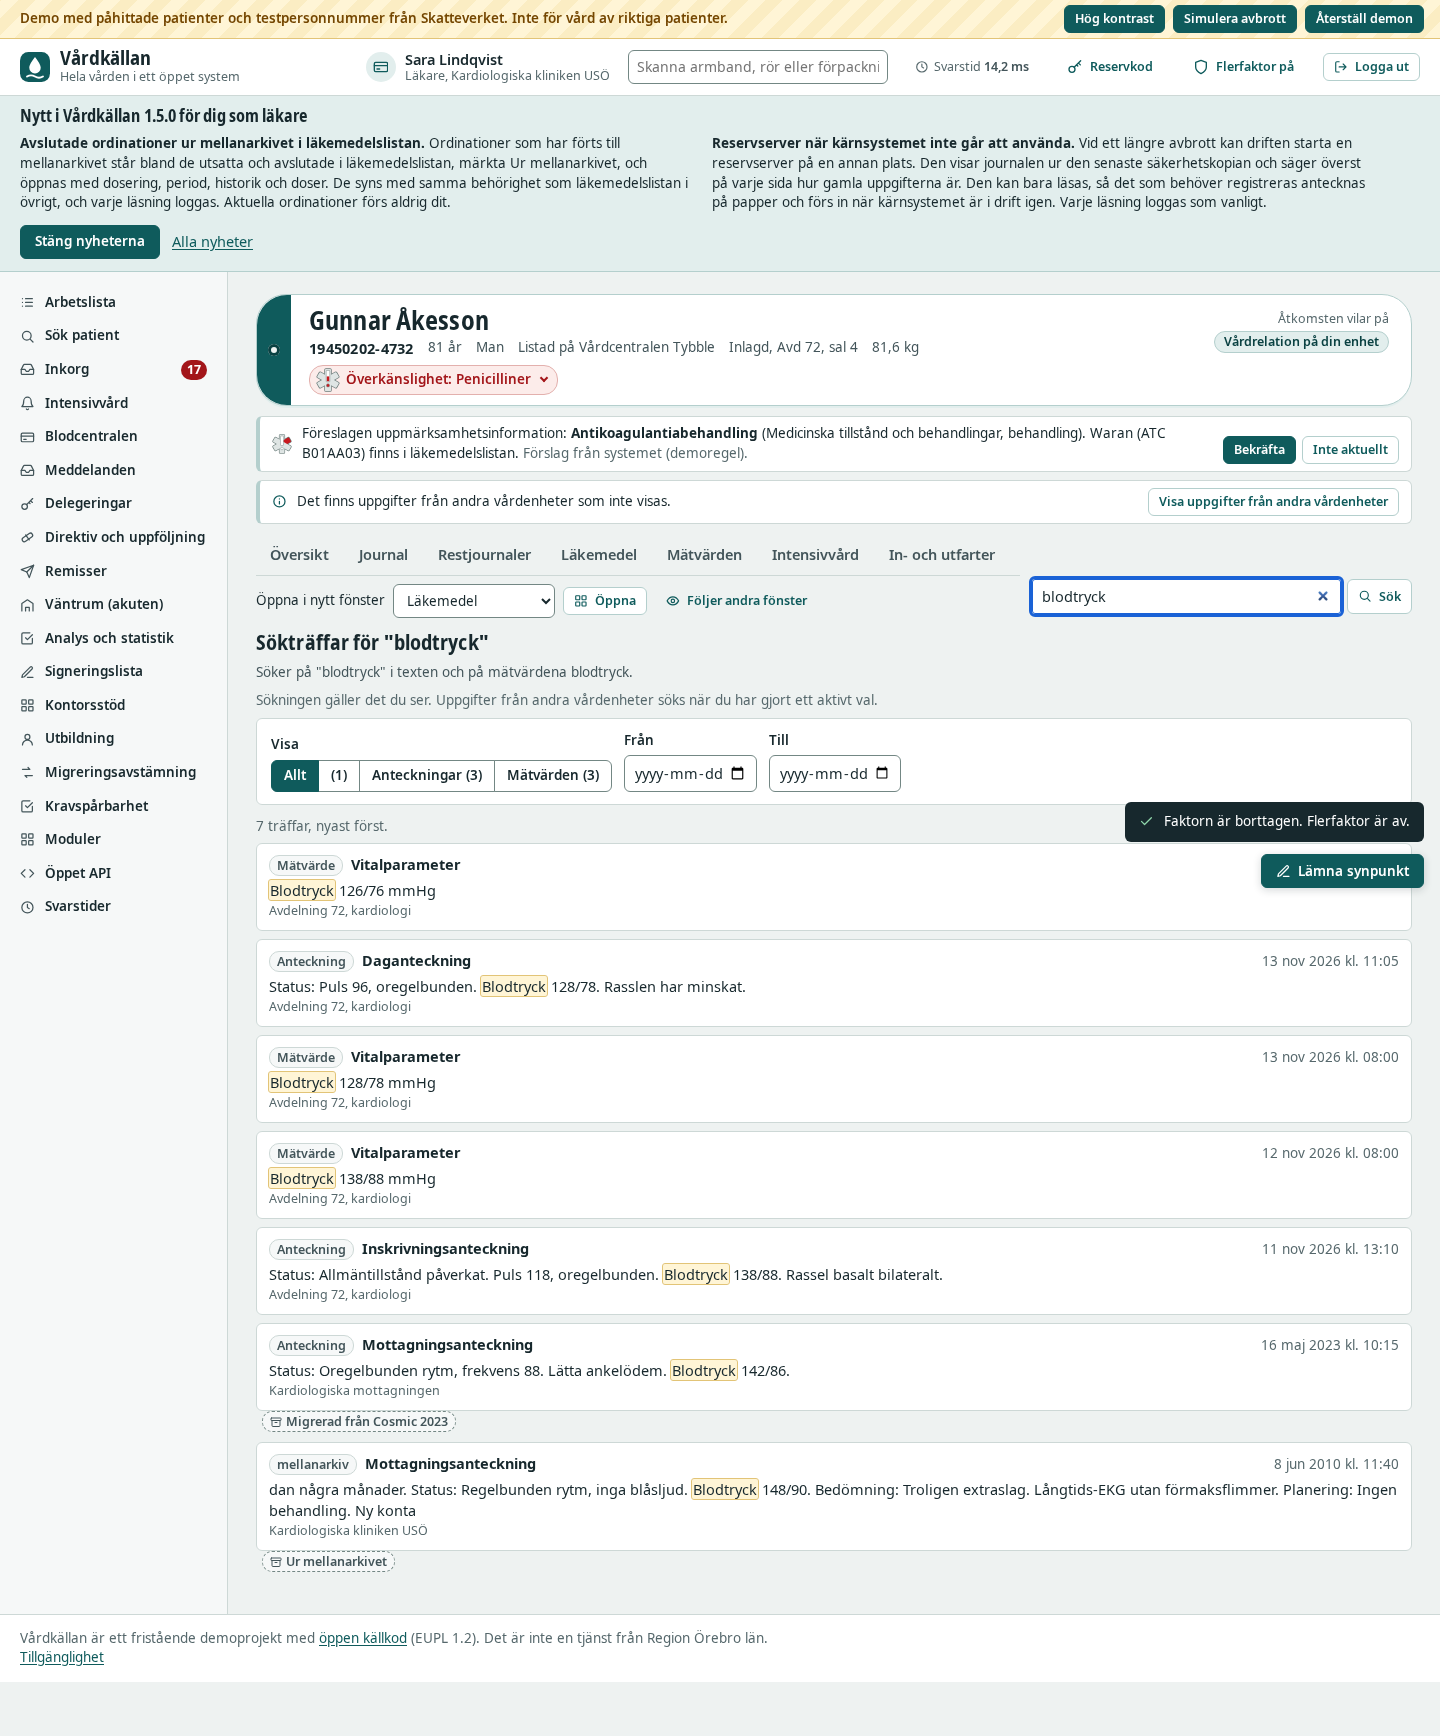 Demo med påhittade patienter och testpersonnummer från Skatteverket. Inte för vård av riktiga patienter.
Hög kontrast
Simulera avbrott
Återställ demon
Vårdkällan
Hela vården i ett öppet system
Sara Lindqvist
Läkare, Kardiologiska kliniken USÖ
Skanna armband, rör eller förpackni
Svarstid 14,2 ms
Reservkod
Flerfaktor på
Logga ut
Nytt i Vårdkällan 1.5.0 för dig som läkare
Avslutade ordinationer ur mellanarkivet i läkemedelslistan. Ordinationer som har förts till
mellanarkivet står bland de utsatta och avslutade i läkemedelslistan, märkta Ur mellanarkivet, och
öppnas med dosering, period, historik och doser. De syns med samma behörighet som läkemedelslistan i
övrigt, och varje läsning loggas. Aktuella ordinationer förs aldrig dit.
Reservserver när kärnsystemet inte går att använda. Vid ett längre avbrott kan driften starta en
reservserver på en annan plats. Den visar journalen ur den senaste säkerhetskopian och säger överst
på varje sida hur gamla uppgifterna är. Den kan bara läsas, så det som behöver registreras antecknas
på papper och förs in när kärnsystemet är i drift igen. Varje läsning loggas som vanligt.
Stäng nyheterna
Alla nyheter
Arbetslista
Sök patient
Inkorg
17
Intensivvård
Blodcentralen
Meddelanden
Delegeringar
Direktiv och uppföljning
Remisser
Väntrum (akuten)
Analys och statistik
Signeringslista
Kontorsstöd
Utbildning
Migreringsavstämning
Kravspårbarhet
Moduler
Öppet API
Svarstider
Gunnar Åkesson
19450202-4732
81 år
Man
Listad på Vårdcentralen Tybble
Inlagd, Avd 72, sal 4
81,6 kg
Överkänslighet: Penicilliner
Åtkomsten vilar på
Vårdrelation på din enhet
Föreslagen uppmärksamhetsinformation: Antikoagulantiabehandling (Medicinska tillstånd och behandlingar, behandling). Waran (ATC
B01AA03) finns i läkemedelslistan. Förslag från systemet (demoregel).
Bekräfta
Inte aktuellt
Det finns uppgifter från andra vårdenheter som inte visas.
Visa uppgifter från andra vårdenheter
Översikt
Journal
Restjournaler
Läkemedel
Mätvärden
Intensivvård
In- och utfarter
Öppna i nytt fönster
Läkemedel
Öppna
Följer andra fönster
blodtryck
Sök
Sökträffar för "blodtryck"
Söker på "blodtryck" i texten och på mätvärdena blodtryck.
Sökningen gäller det du ser. Uppgifter från andra vårdenheter söks när du har gjort ett aktivt val.
Visa
Allt
(1)
Anteckningar (3)
Mätvärden (3)
Från
yyyy-mm-dd
Till
yyyy-mm-dd
7 träffar, nyast först.
Faktorn är borttagen. Flerfaktor är av.
Lämna synpunkt
Mätvärde
Vitalparameter
Blodtryck 126/76 mmHg
Avdelning 72, kardiologi
Anteckning
Daganteckning
13 nov 2026 kl. 11:05
Status: Puls 96, oregelbunden. Blodtryck 128/78. Rasslen har minskat.
Avdelning 72, kardiologi
Mätvärde
Vitalparameter
13 nov 2026 kl. 08:00
Blodtryck 128/78 mmHg
Avdelning 72, kardiologi
Mätvärde
Vitalparameter
12 nov 2026 kl. 08:00
Blodtryck 138/88 mmHg
Avdelning 72, kardiologi
Anteckning
Inskrivningsanteckning
11 nov 2026 kl. 13:10
Status: Allmäntillstånd påverkat. Puls 118, oregelbunden. Blodtryck 138/88. Rassel basalt bilateralt.
Avdelning 72, kardiologi
Anteckning
Mottagningsanteckning
16 maj 2023 kl. 10:15
Status: Oregelbunden rytm, frekvens 88. Lätta ankelödem. Blodtryck 142/86.
Kardiologiska mottagningen
Migrerad från Cosmic 2023
mellanarkiv
Mottagningsanteckning
8 jun 2010 kl. 11:40
dan några månader. Status: Regelbunden rytm, inga blåsljud. Blodtryck 148/90. Bedömning: Troligen extraslag. Långtids-EKG utan förmaksflimmer. Planering: Ingen
behandling. Ny konta
Kardiologiska kliniken USÖ
Ur mellanarkivet
Vårdkällan är ett fristående demoprojekt med öppen källkod (EUPL 1.2). Det är inte en tjänst från Region Örebro län.
Tillgänglighet